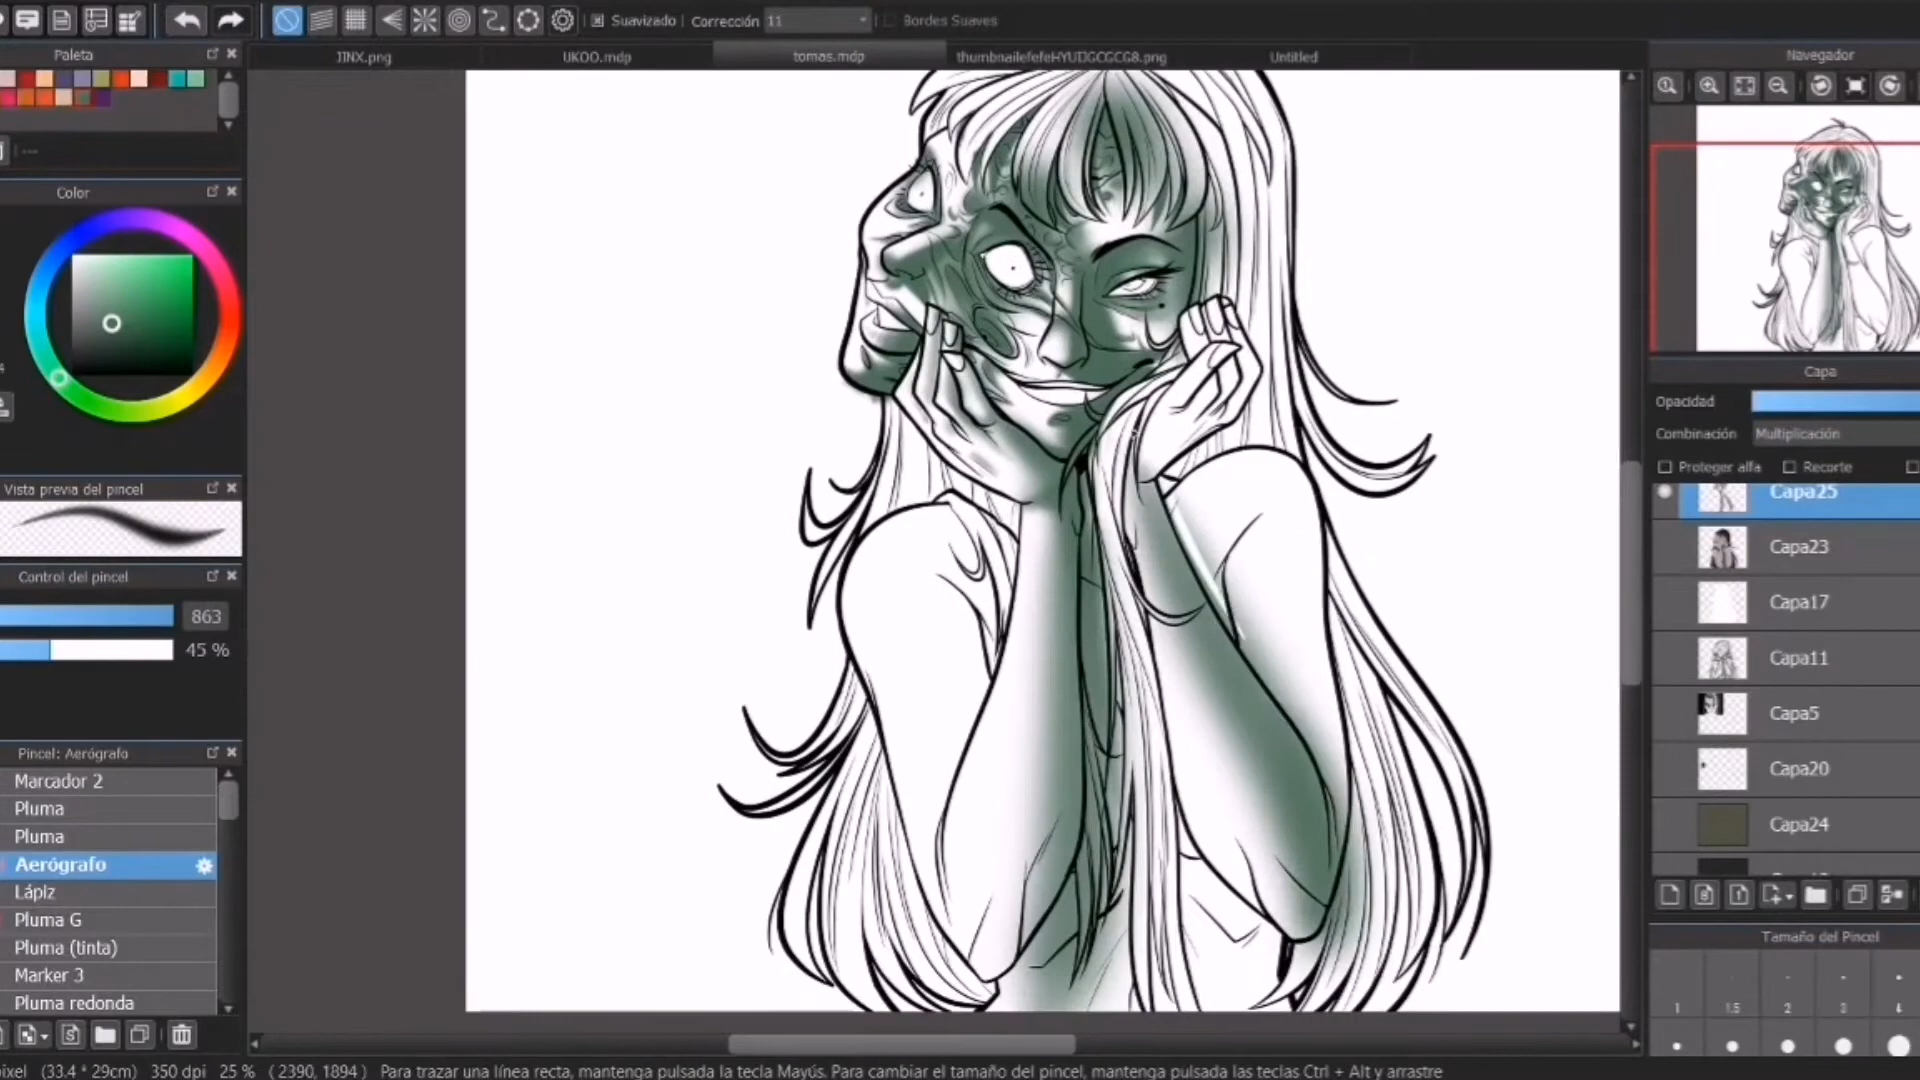 Suavizado
Corrección
11
Bordes Suaves
Paleta
JINX.png
UKOO.mdp
tomas.mdp
thumbnailefefeHYUIGCGCG8.png
Untitled
Navegador
---
Color
Capa
Opacidad
Combinación
Multiplicación
Proteger alfa
Recorte
Vista previa del pincel
Capa25
Capa23
Control del pincel
863
Capa17
45 %
Capa11
Capa5
Pincel: Aerógrafo
Marcador 2
Capa20
Pluma
Pluma
Capa24
Aerógrafo
Lápiz
Pluma G
Pluma (tinta)
Tamaño del Pincel
Marker 3
Pluma redonda
1
1.5
2
3
4
ixel (33.4 * 29cm) 350 dpi 25 % ( 2390, 1894 ) Para trazar una línea recta, mantenga pulsada la tecla Mayús. Para cambiar el tamaño del pincel, mantenga pulsada las teclas Ctrl + Alt y arrastre